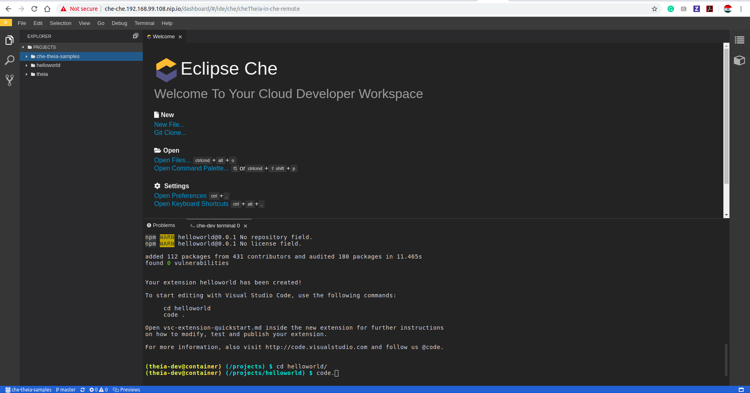 Not secure | che-che.192.168.99.108.nip.io/dashboard/#/ide/che/cheTheia-in-che-remote
File Edit Selection View Go Debug Terminal Help
EXPLORER
PROJECTS
che-theia-samples
helloworld
theia
Welcome ×
Eclipse Che
Welcome To Your Cloud Developer Workspace
New
New File...
Git Clone...
Open
Open Files... ctrlcmd + alt + o
Open Command Palette... f1 or ctrlcmd + ⇧ shift + p
Settings
Open Preferences ctrl + ,
Open Keyboard Shortcuts ctrl + alt + ,
Problems
>_ che-dev terminal 0 ×
npm WARN helloworld@0.0.1 No repository field.
npm WARN helloworld@0.0.1 No license field.
added 112 packages from 431 contributors and audited 180 packages in 11.465s
found 0 vulnerabilities
Your extension helloworld has been created!
To start editing with Visual Studio Code, use the following commands:
cd helloworld
code .
Open vsc-extension-quickstart.md inside the new extension for further instructions
on how to modify, test and publish your extension.
For more information, also visit http://code.visualstudio.com and follow us @code.
(theia-dev@container) (/projects) $ cd helloworld/
(theia-dev@container) (/projects/helloworld) $ code.
che-theia-samples master 0 0 Previews